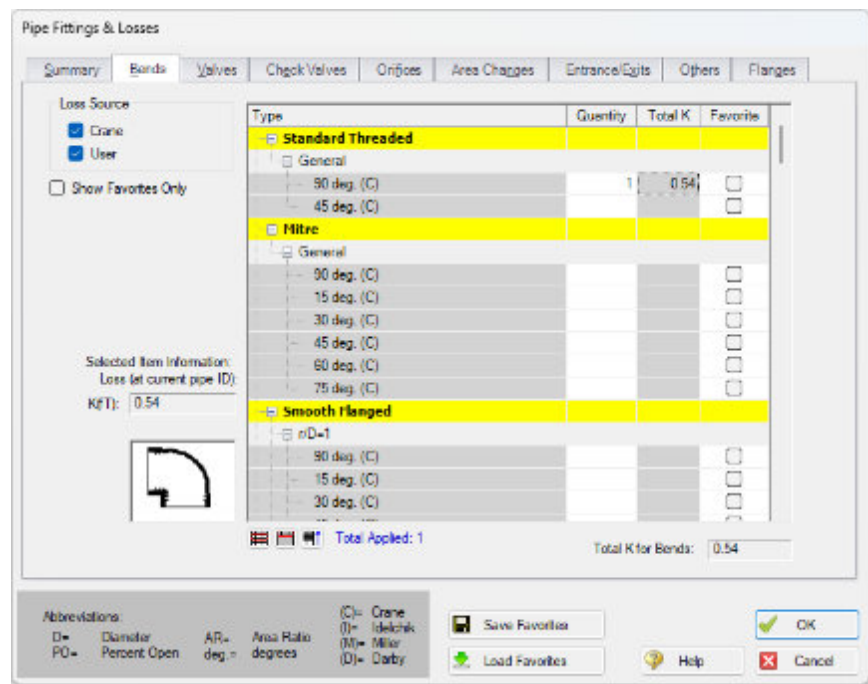 Pipe Fittings & Losses
Summary Bends Valves Check Valves Orifices Area Changes Entrance/Exits Others Flanges
Loss Source
Crane
User
Show Favorites Only
Type Quantity Total K Favorite
Standard Threaded
General
90 deg. (C) 1 0.54
45 deg. (C)
Mitre
General
90 deg. (C)
15 deg. (C)
30 deg. (C)
45 deg. (C)
60 deg. (C)
75 deg. (C)
Smooth Flanged
r/D=1
90 deg. (C)
15 deg. (C)
30 deg. (C)
Selected Item Information:
Loss (at current pipe ID):
K(fT): 0.54
Total Applied: 1
Total K for Bends: 0.54
Abbreviations:
D= Diameter
PO= Percent Open
AR= Area Ratio
deg.= degrees
(C)= Crane
(I)= Idelchik
(M)= Miller
(D)= Darby
Save Favorites
Load Favorites
Help
OK
Cancel